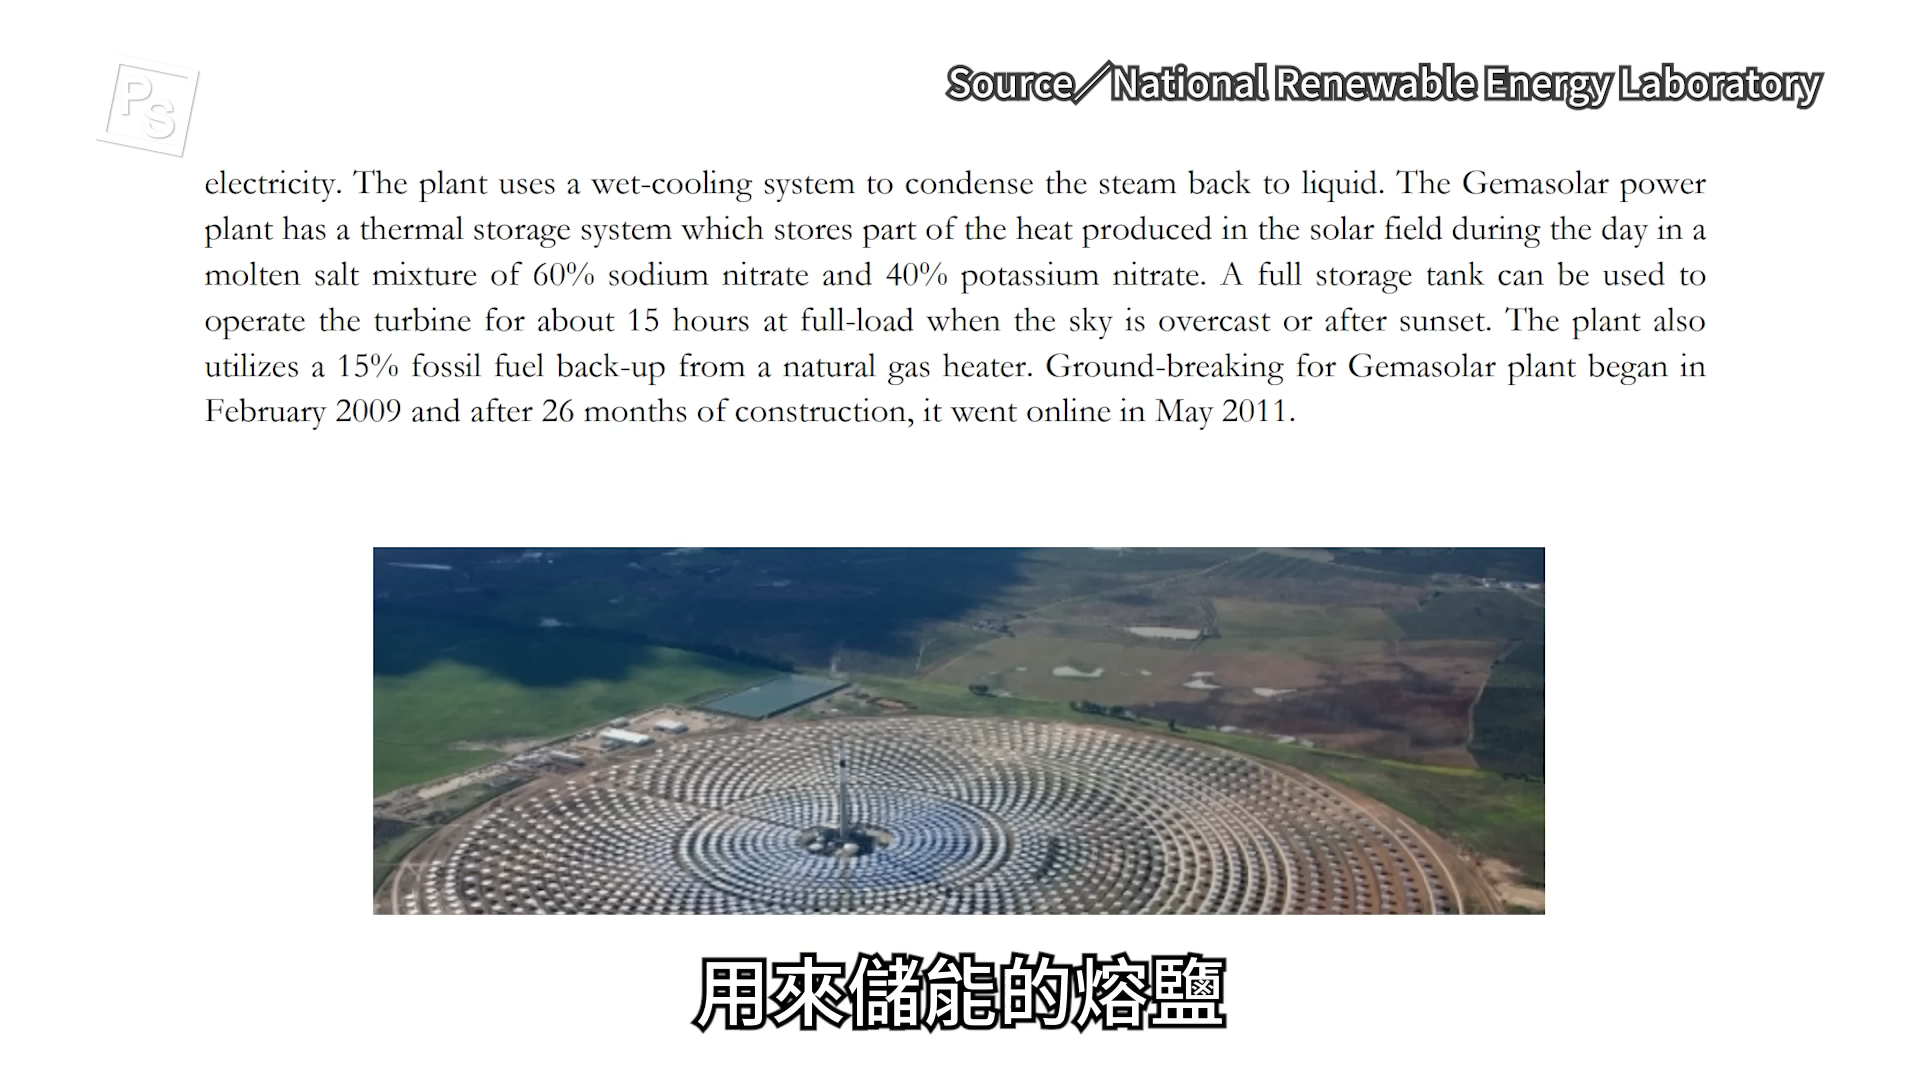 PS
Source／National Renewable Energy Laboratory
electricity. The plant uses a wet-cooling system to condense the steam back to liquid. The Gemasolar power
plant has a thermal storage system which stores part of the heat produced in the solar field during the day in a
molten salt mixture of 60% sodium nitrate and 40% potassium nitrate. A full storage tank can be used to
operate the turbine for about 15 hours at full-load when the sky is overcast or after sunset. The plant also
utilizes a 15% fossil fuel back-up from a natural gas heater. Ground-breaking for Gemasolar plant began in
February 2009 and after 26 months of construction, it went online in May 2011.
用來儲能的熔鹽